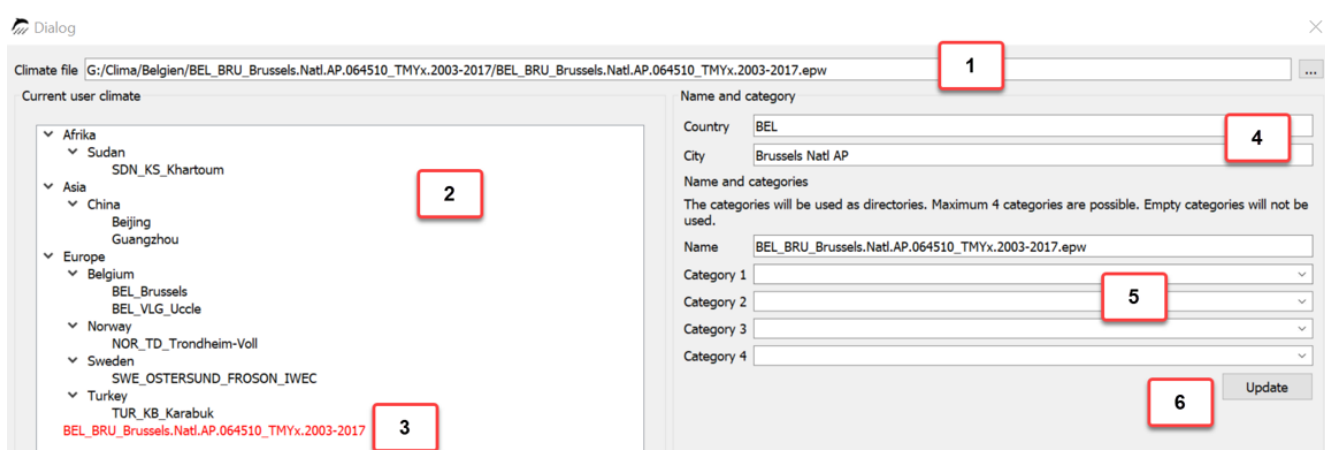 Dialog
Climate file G:/Clima/Belgien/BEL_BRU_Brussels.Natl.AP.064510_TMYx.2003-2017/BEL_BRU_Brussels.Natl.AP.064510_TMYx.2003-2017.epw
1
...
Current user climate
Afrika
Sudan
SDN_KS_Khartoum
Asia
China
Beijing
Guangzhou
Europe
Belgium
BEL_Brussels
BEL_VLG_Uccle
Norway
NOR_TD_Trondheim-Voll
Sweden
SWE_OSTERSUND_FROSON_IWEC
Turkey
TUR_KB_Karabuk
BEL_BRU_Brussels.Natl.AP.064510_TMYx.2003-2017
2
3
Name and category
Country BEL
City Brussels Natl AP
4
Name and categories
The categories will be used as directories. Maximum 4 categories are possible. Empty categories will not be
used.
Name BEL_BRU_Brussels.Natl.AP.064510_TMYx.2003-2017.epw
Category 1
Category 2
Category 3
Category 4
5
Update
6